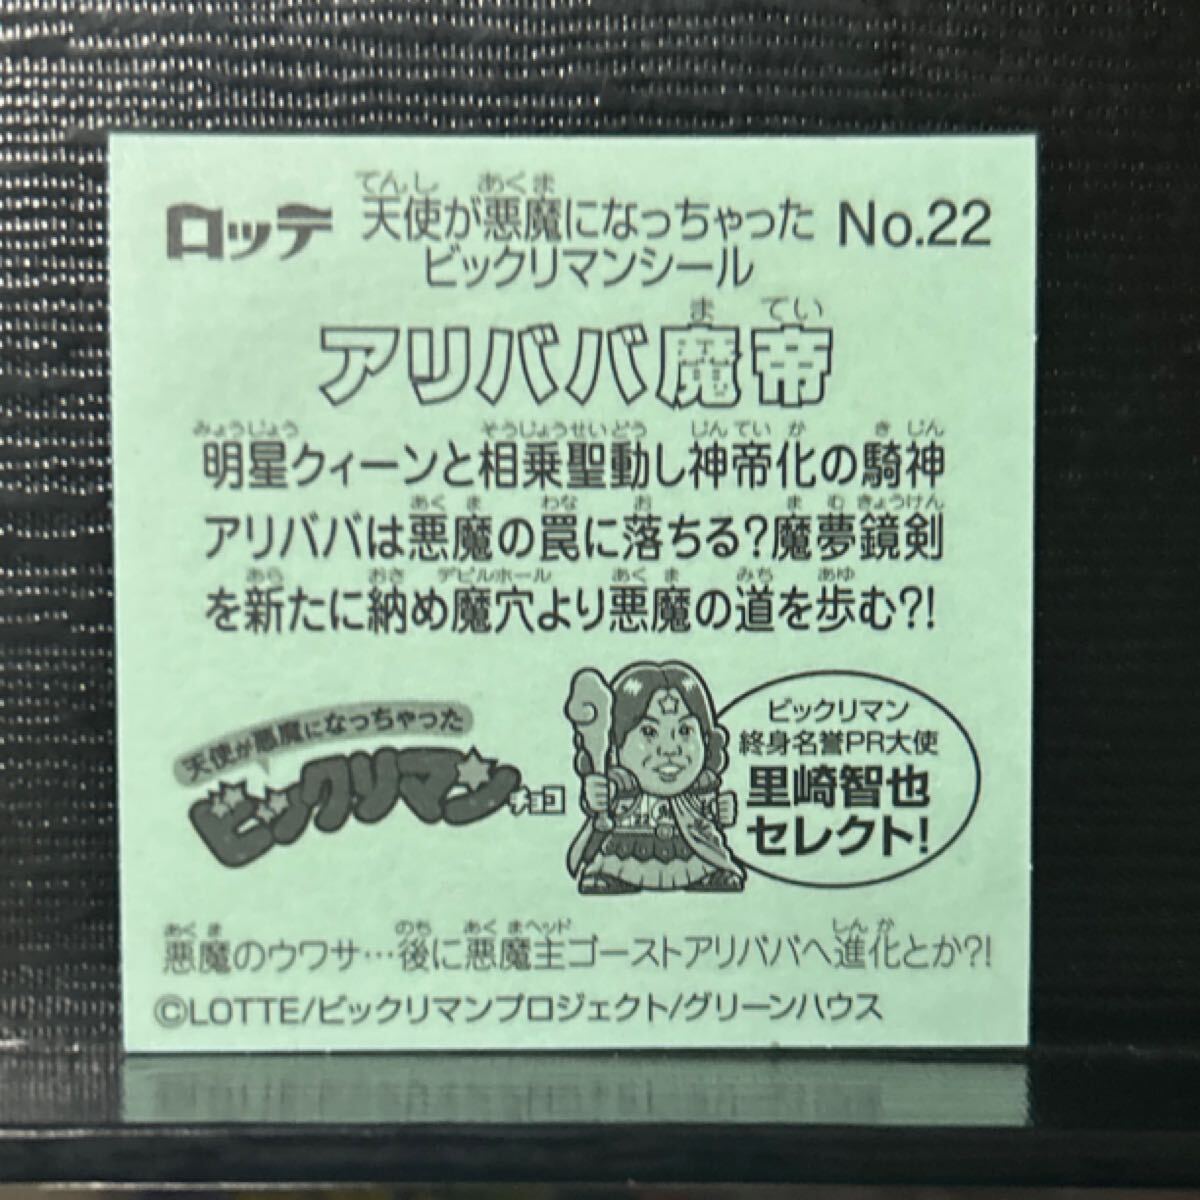 ロッテ 天使が悪魔になっちゃった No.22
てんし あくま
ビックリマンシール
ま てい
アリババ魔帝
みょうじょう そうじょうせいどう じんていか きじん
明星クィーンと相乗聖動し神帝化の騎神
あくま わな お まむきょうけん
アリババは悪魔の罠に落ちる?魔夢鏡剣
あら おさ デビルホール あくま みち あゆ
を新たに納め魔穴より悪魔の道を歩む?!
天使が悪魔になっちゃった
ビックリマン
チョコ
ビックリマン
終身名誉PR大使
里崎智也
セレクト!
あくま のち あくまヘッド しんか
悪魔のウワサ…後に悪魔主ゴーストアリババへ進化とか?!
©LOTTE/ビックリマンプロジェクト/グリーンハウス